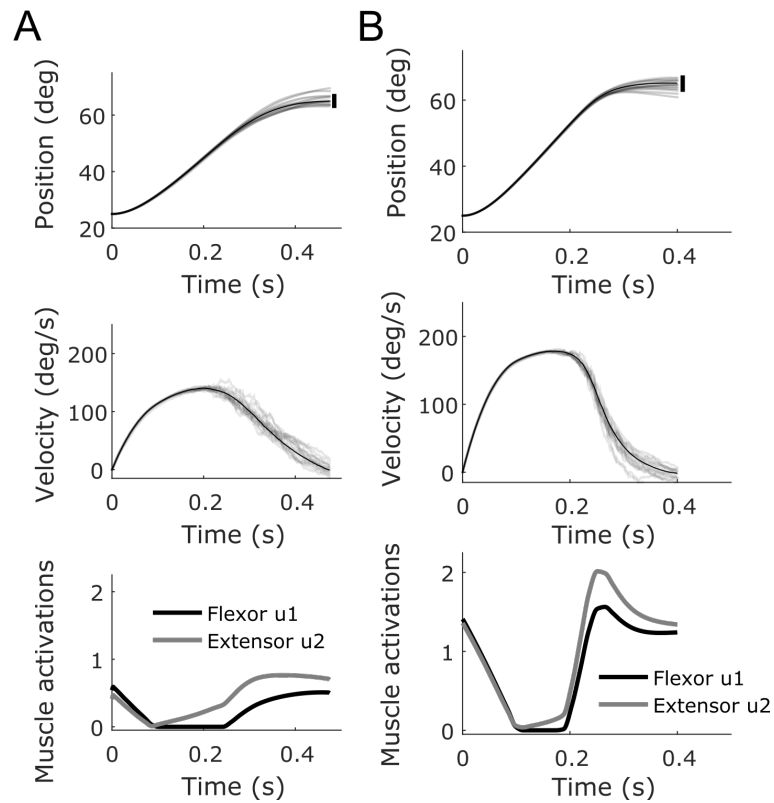 A
B
Position (deg)
60
40
20
0
0.2
0.4
Time (s)
Position (deg)
60
40
20
0
0.2
0.4
Time (s)
Velocity (deg/s)
200
100
0
0
0.2
0.4
Time (s)
Velocity (deg/s)
200
100
0
0
0.2
0.4
Time (s)
Muscle activations
2
1
0
Flexor u1
Extensor u2
0
0.2
0.4
Time (s)
Muscle activations
2
1
0
Flexor u1
Extensor u2
0
0.2
0.4
Time (s)